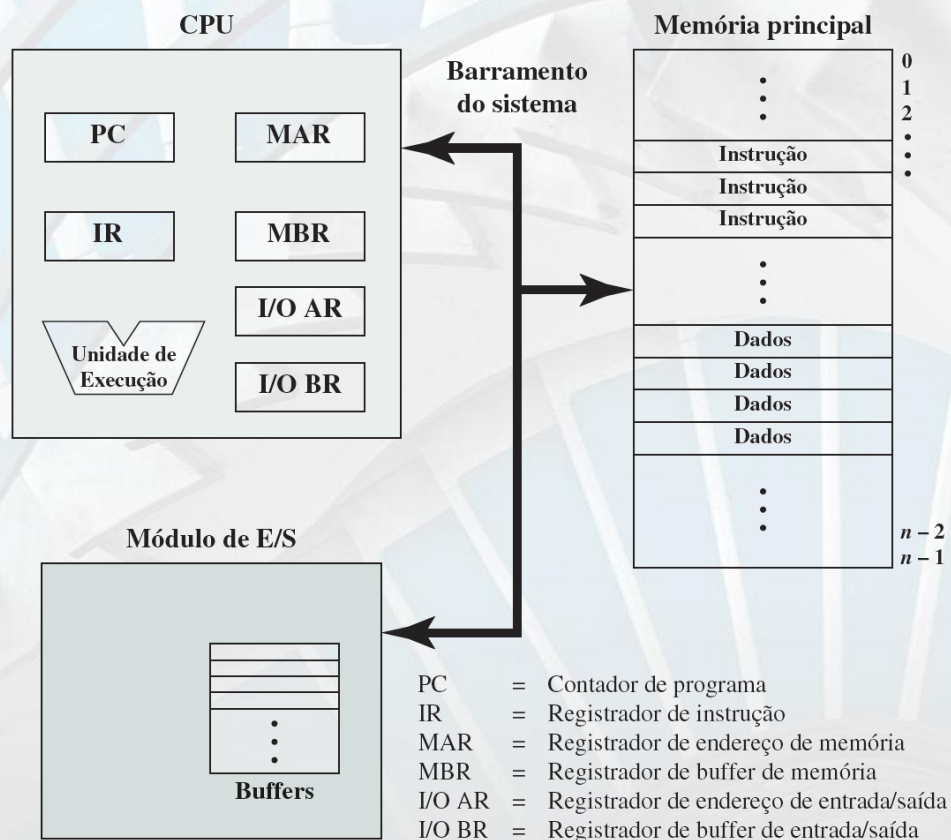 CPU
PC
MAR
IR
MBR
I/O AR
I/O BR
Unidade de
Execução
Barramento
do sistema
Memória principal
0
1
2
Instrução
Instrução
Instrução
Dados
Dados
Dados
Dados
n – 2
n – 1
Módulo de E/S
Buffers
PC = Contador de programa
IR = Registrador de instrução
MAR = Registrador de endereço de memória
MBR = Registrador de buffer de memória
I/O AR = Registrador de endereço de entrada/saída
I/O BR = Registrador de buffer de entrada/saída